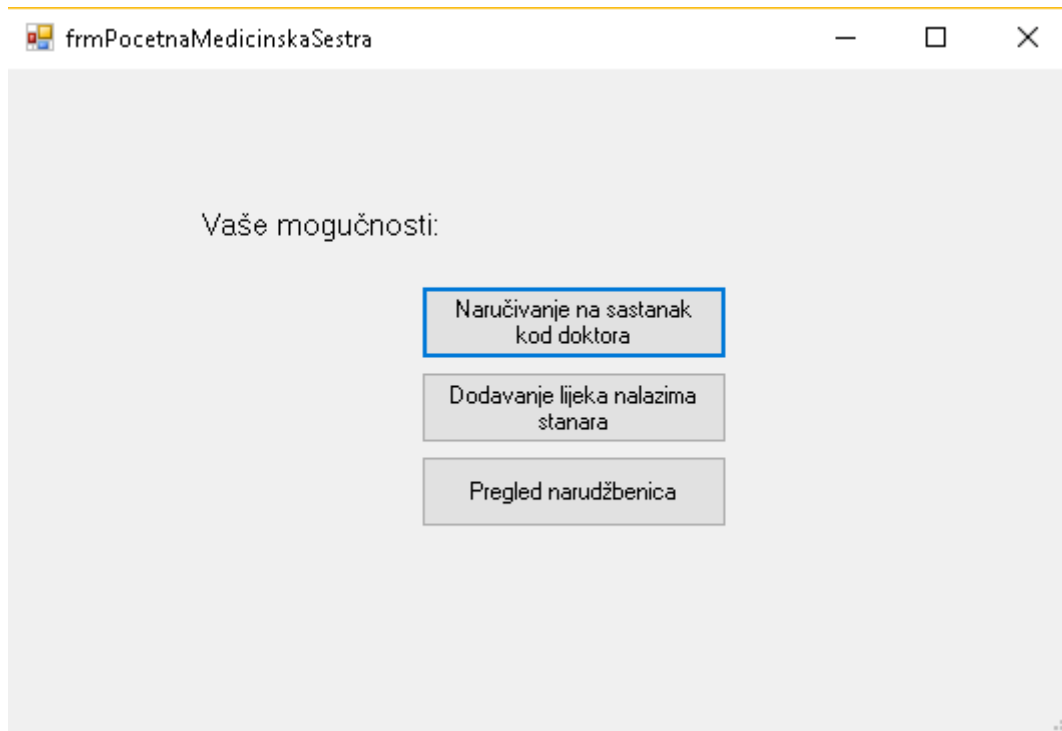 frmPocetnaMedicinskaSestra
Vaše mogučnosti:
Naručivanje na sastanak
kod doktora
Dodavanje lijeka nalazima
stanara
Pregled narudžbenica